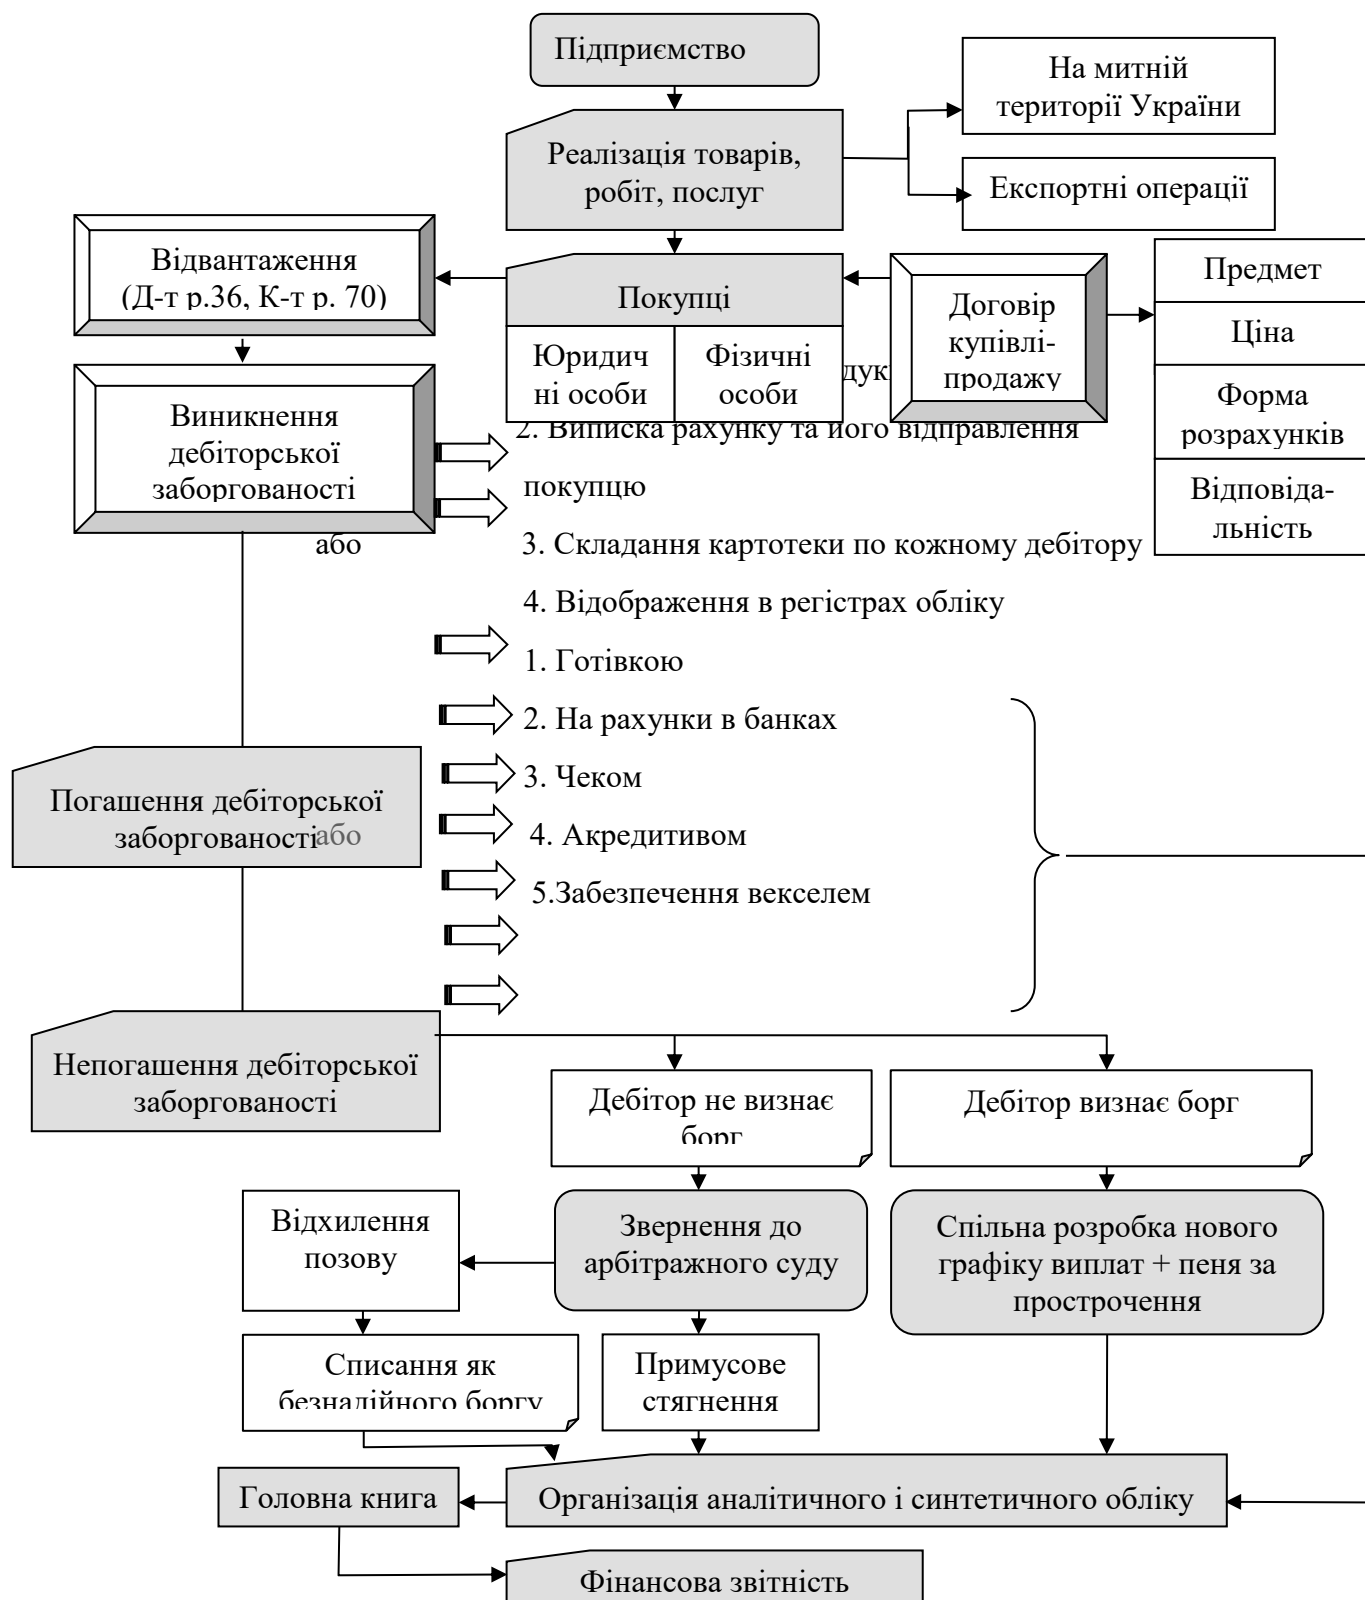 Підприємство
На митній
території України
Реалізація товарів,
робіт, послуг
Експортні операції
Відвантаження
(Д-т р.36, К-т р. 70)
Покупці
Юридич
ні особи
Фізичні
особи
Договір
купівлі-
продажу
Предмет
Ціна
Форма
розрахунків
Відповіда-
льність
Виникнення
дебіторської
заборгованості
2. Виписка рахунку та його відправлення
покупцю
або
3. Складання картотеки по кожному дебітору
4. Відображення в регістрах обліку
1. Готівкою
2. На рахунки в банках
3. Чеком
4. Акредитивом
5.Забезпечення векселем
Погашення дебіторської
заборгованості
або
Непогашення дебіторської
заборгованості
Дебітор не визнає
борг
Дебітор визнає борг
Відхилення
позову
Звернення до
арбітражного суду
Спільна розробка нового
графіку виплат + пеня за
прострочення
Списання як
безнадійного боргу
Примусове
стягнення
Головна книга
Організація аналітичного і синтетичного обліку
Фінансова звітність